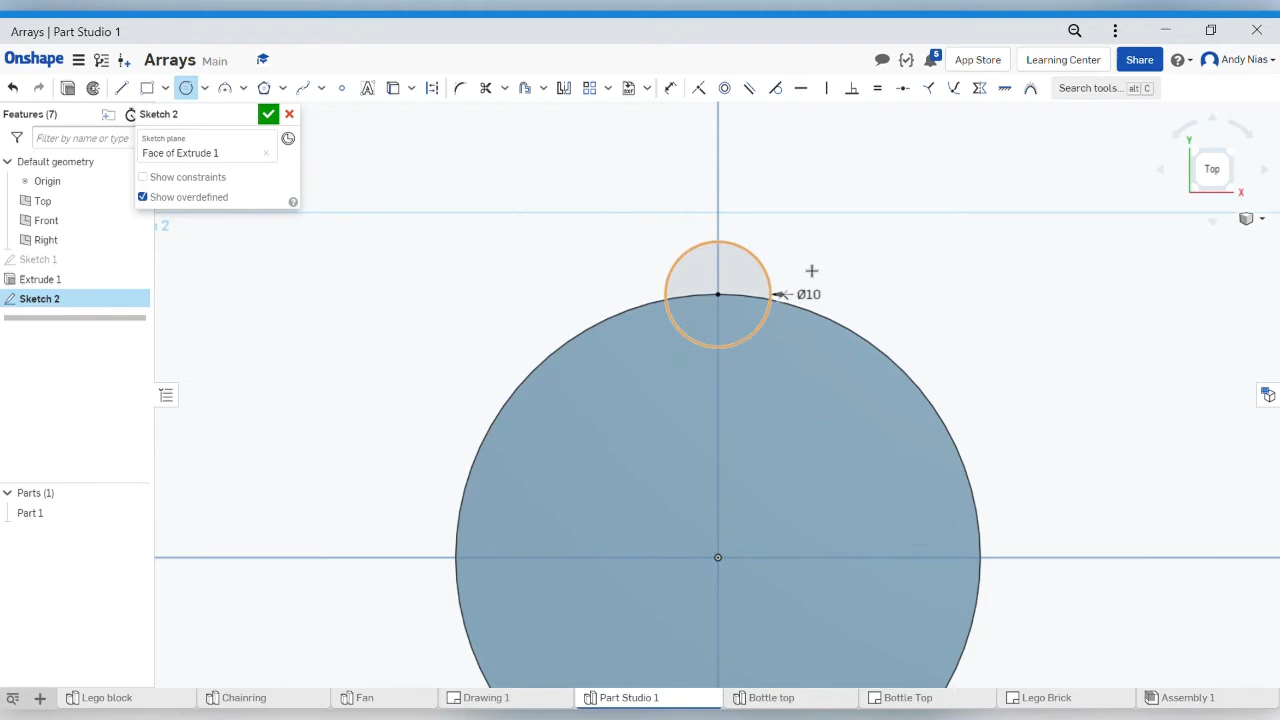 Arrays | Part Studio 1
Onshape Arrays Main 5 App Store Learning Center Share Andy Nias
Search tools... alt C
Features (7)
Filter by name or type
Default geometry
Origin
Top
Front
Right
Sketch 1
Extrude 1
Sketch 2
Sketch 2
Sketch plane
Face of Extrude 1
Show constraints
Show overdefined
n 2
Ø10
Y
Top
X
Parts (1)
Part 1
Lego block Chainring Fan Drawing 1 Part Studio 1 Bottle top Bottle Top Lego Brick Assembly 1